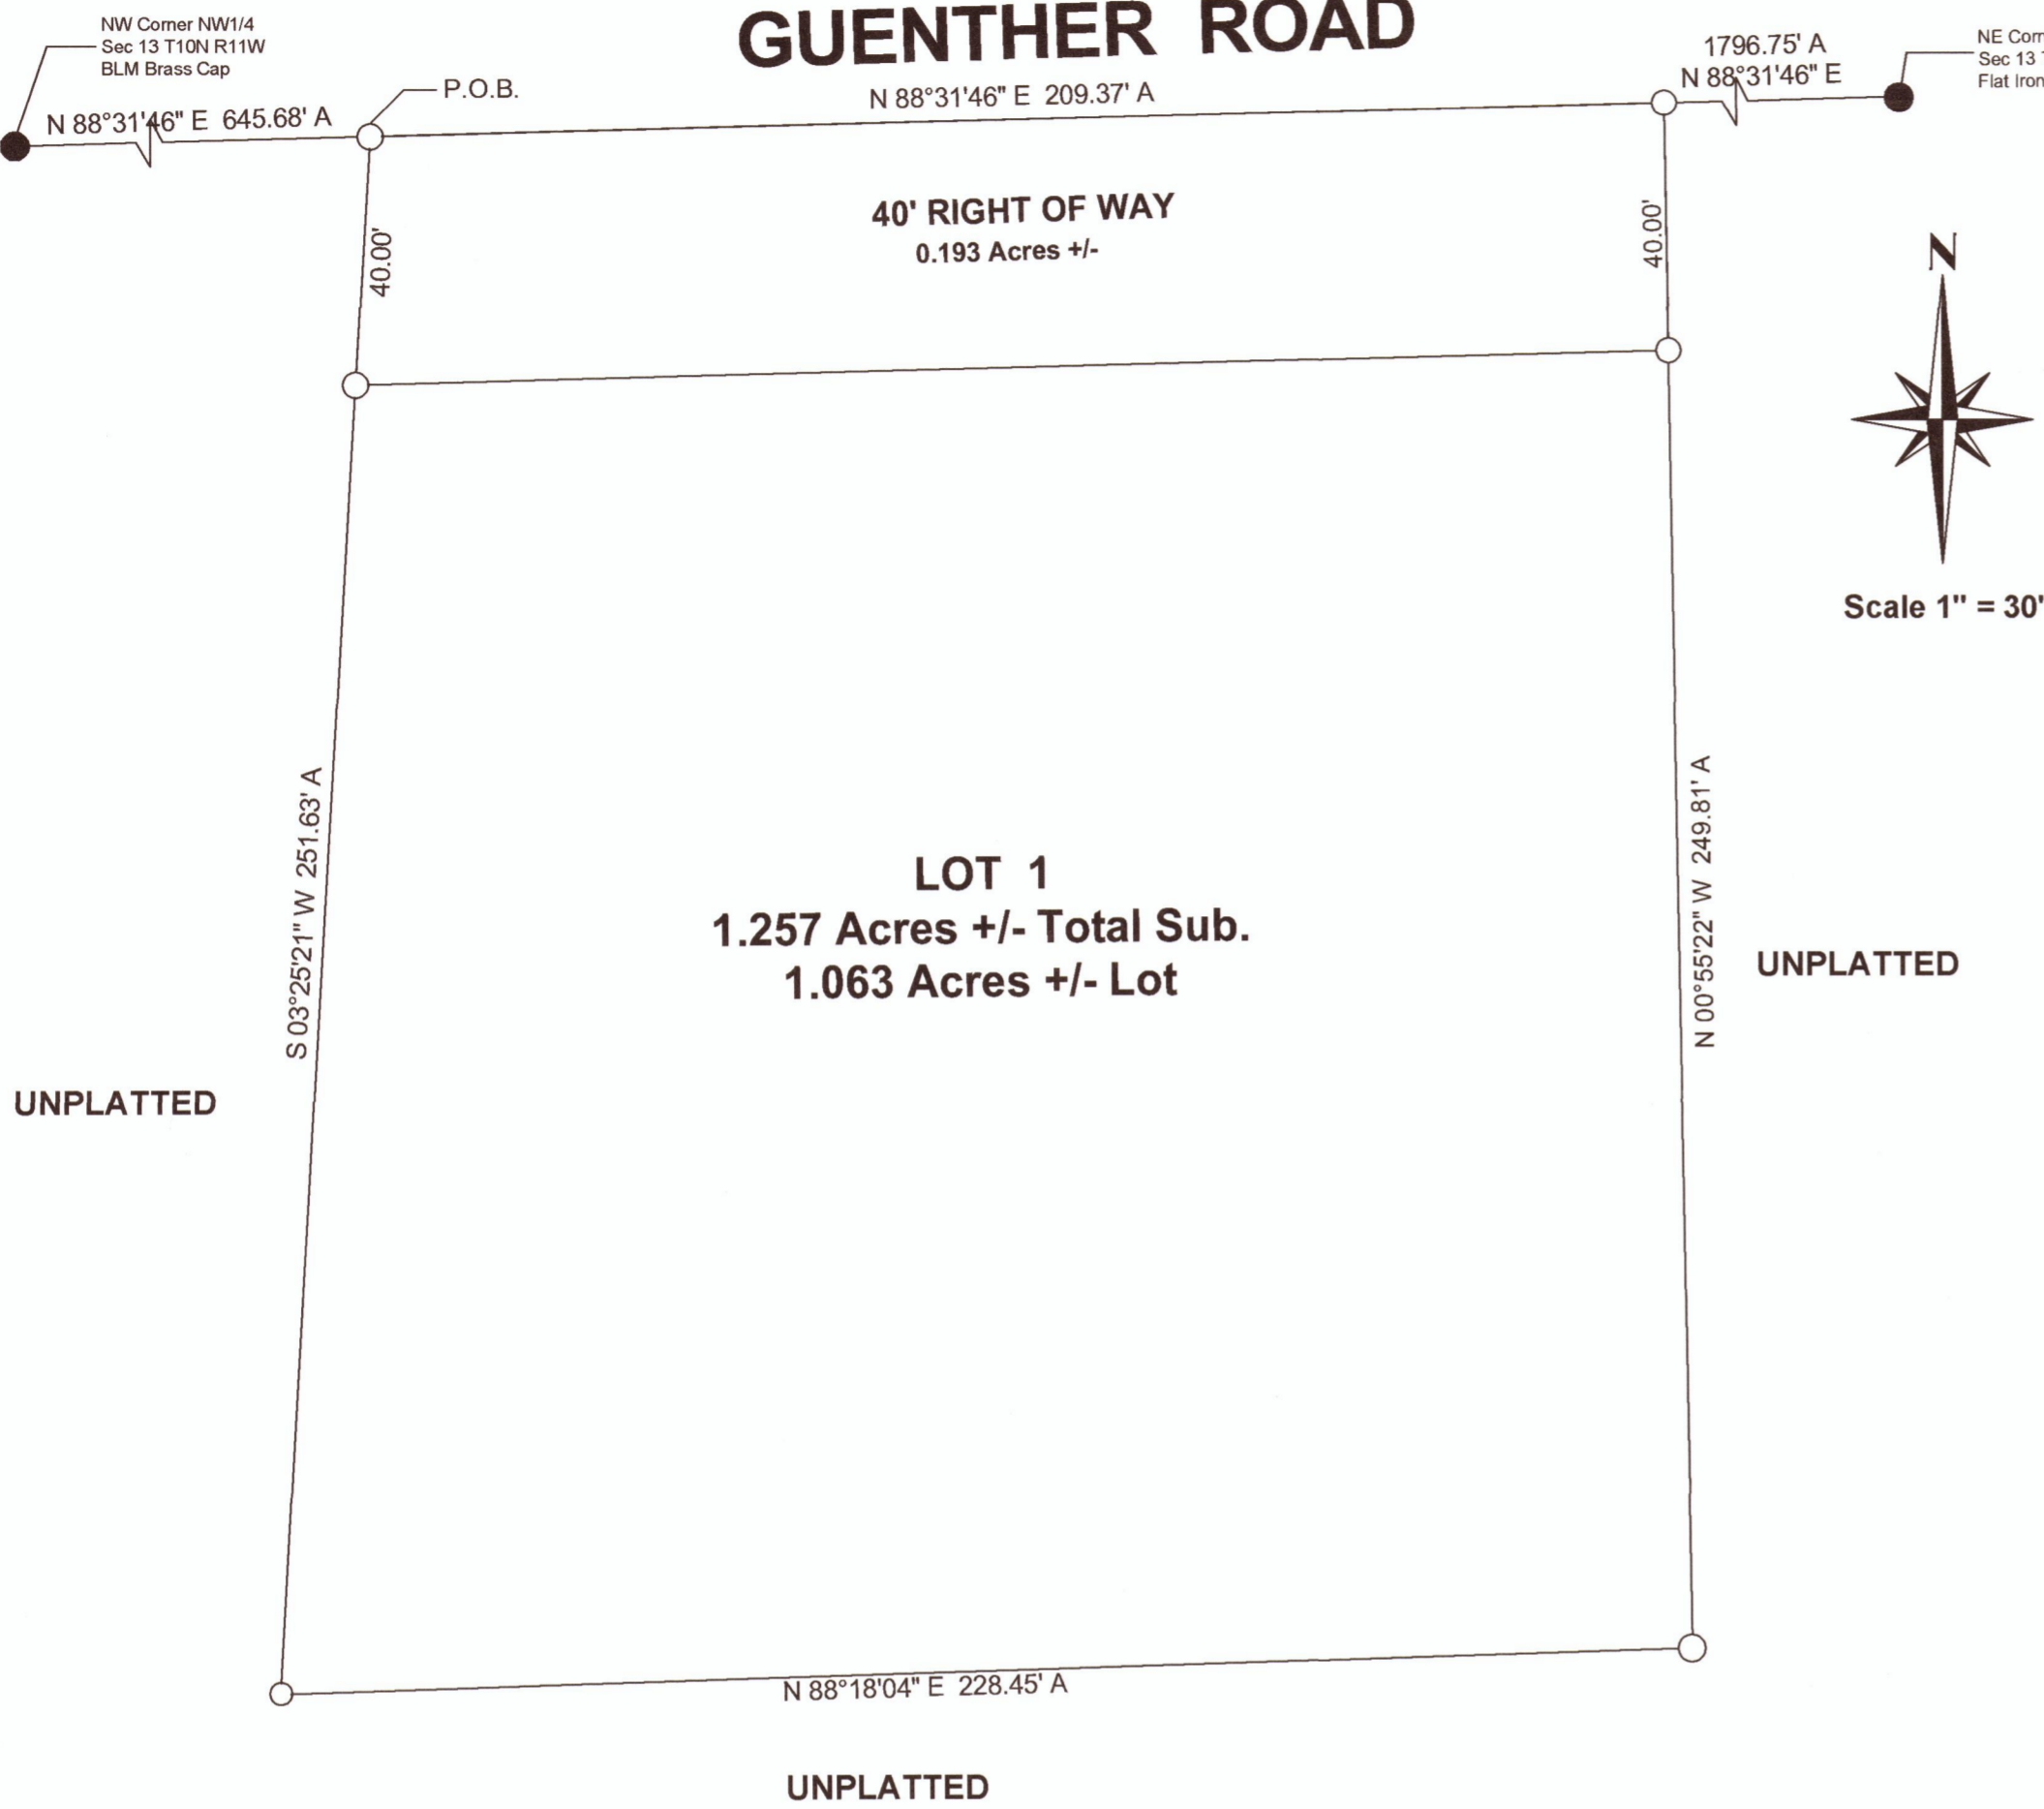 GUENTHER ROAD
NW Corner NW1/4
Sec 13 T10N R11W
BLM Brass Cap
P.O.B.
N 88°31'46" E 645.68' A
N 88°31'46" E 209.37' A
1796.75' A
N 88°31'46" E
NE Corn
Sec 13
Flat Iron
40' RIGHT OF WAY
0.193 Acres +/-
40.00'
40.00'
N
Scale 1" = 30'
S 03°25'21" W 251.63' A
N 00°55'22" W 249.81' A
LOT 1
1.257 Acres +/- Total Sub.
1.063 Acres +/- Lot
UNPLATTED
UNPLATTED
N 88°18'04" E 228.45' A
UNPLATTED